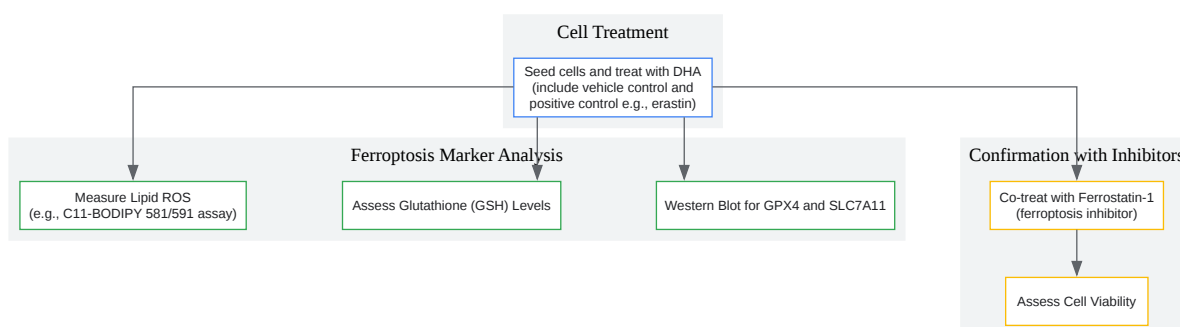 Cell Treatment
Seed cells and treat with DHA
(include vehicle control and
positive control e.g., erastin)
Ferroptosis Marker Analysis
Confirmation with Inhibitors
Measure Lipid ROS
(e.g., C11-BODIPY 581/591 assay)
Assess Glutathione (GSH) Levels
Western Blot for GPX4 and SLC7A11
Co-treat with Ferrostatin-1
(ferroptosis inhibitor)
Assess Cell Viability